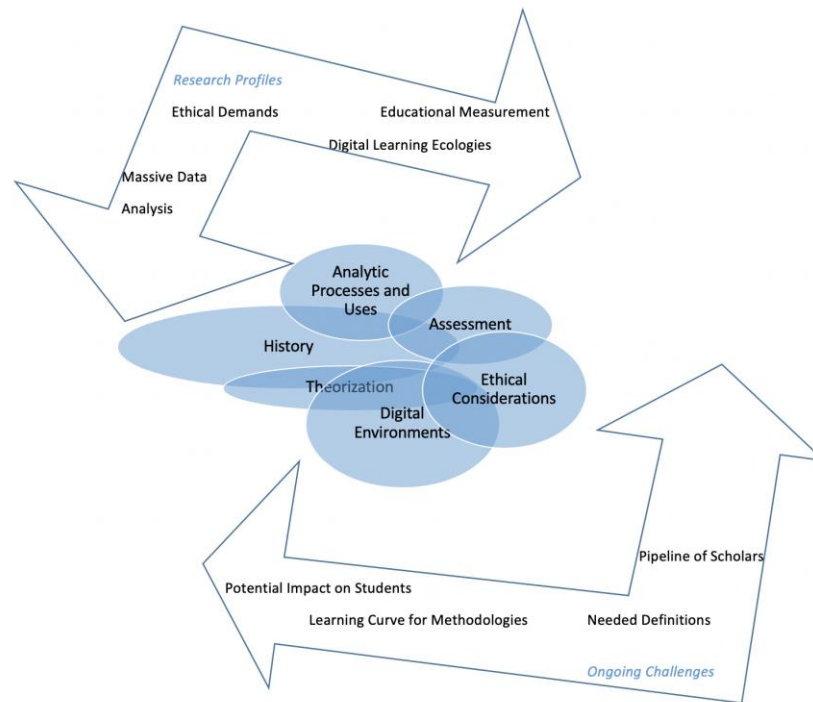 Research Profiles
Ethical Demands
Educational Measurement
Digital Learning Ecologies
Massive Data
Analysis
Analytic
Processes and
Uses
Assessment
History
Theorization
Ethical
Considerations
Digital
Environments
Pipeline of Scholars
Potential Impact on Students
Learning Curve for Methodologies
Needed Definitions
Ongoing Challenges